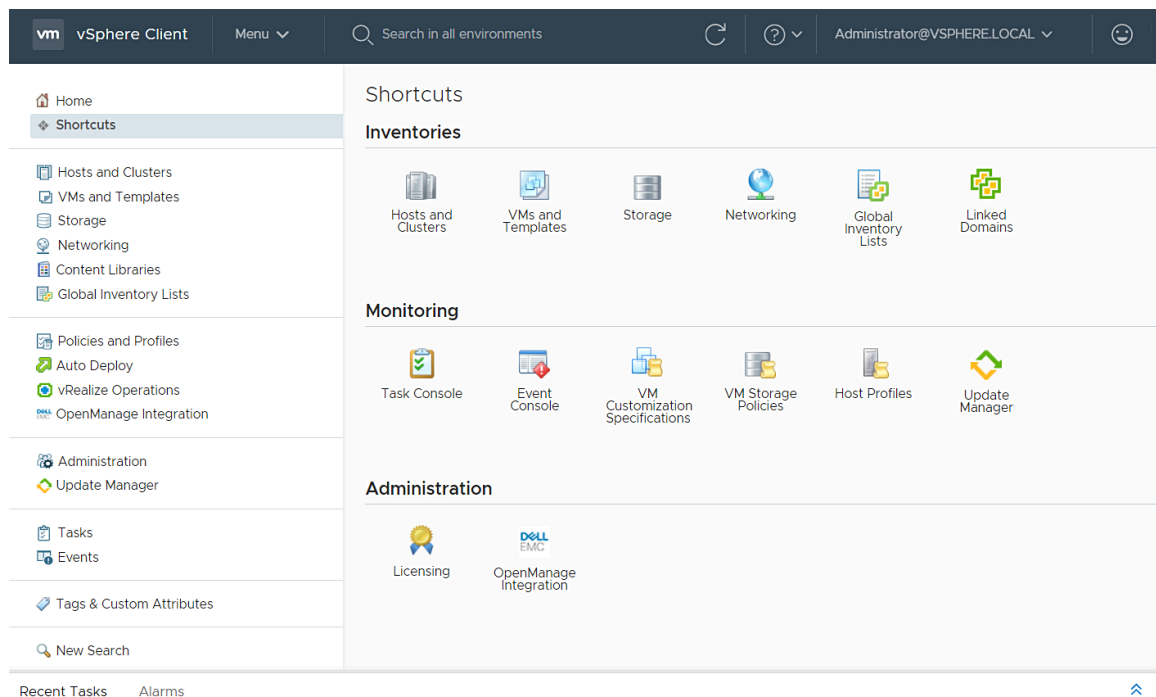 vm vSphere Client Menu Search in all environments ? Administrator@VSPHERE.LOCAL
Home
Shortcuts
Hosts and Clusters
VMs and Templates
Storage
Networking
Content Libraries
Global Inventory Lists
Policies and Profiles
Auto Deploy
vRealize Operations
DELL EMC OpenManage Integration
Administration
Update Manager
Tasks
Events
Tags & Custom Attributes
New Search
Shortcuts
Inventories
Hosts and
Clusters
VMs and
Templates
Storage
Networking
Global
Inventory
Lists
Linked
Domains
Monitoring
Task Console
Event
Console
VM
Customization
Specifications
VM Storage
Policies
Host Profiles
Update
Manager
Administration
Licensing
DELL
EMC
OpenManage
Integration
Recent Tasks Alarms